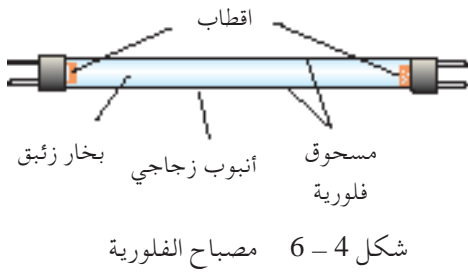 اقطاب
مسحوق
فلورية
أنبوب زجاجي
بخار زئبق
شكل 4 – 6 مصباح الفلورية